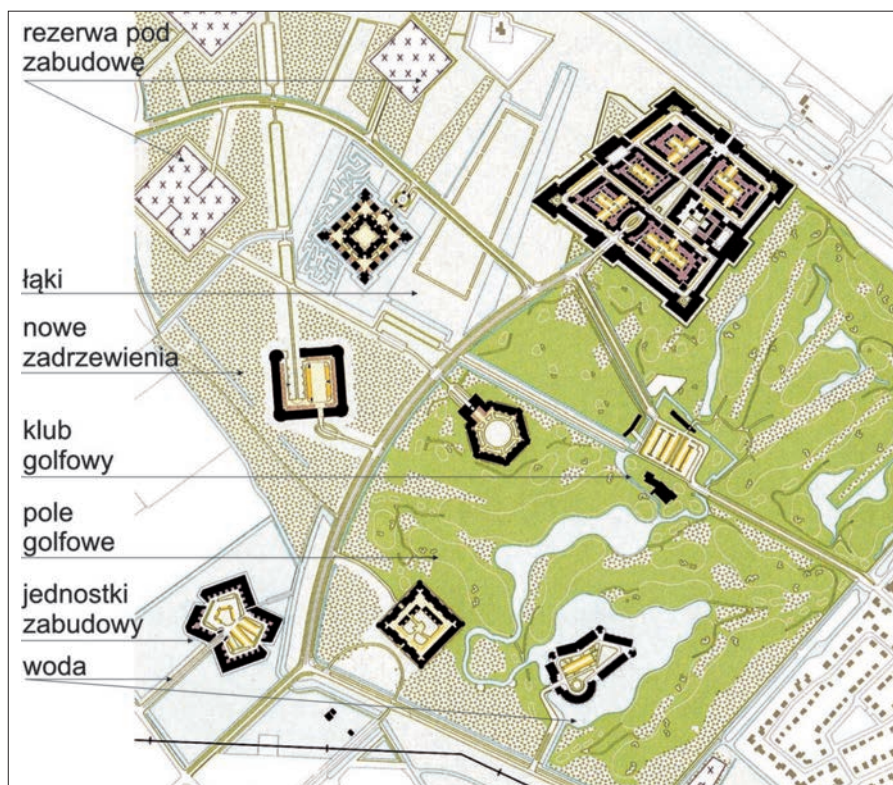 rezerwa pod
zabudowę
łąki
nowe
zadrzewienia
klub
golfowy
pole
golfowe
jednostki
zabudowy
woda